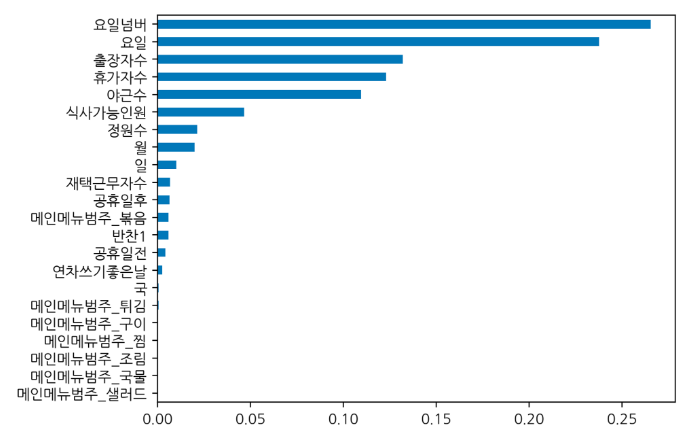 요일넘버
요일
출장자수
휴가자수
야근수
식사가능인원
정원수
월
일
재택근무자수
공휴일후
메인메뉴범주_볶음
반찬1
공휴일전
연차쓰기좋은날
국
메인메뉴범주_튀김
메인메뉴범주_구이
메인메뉴범주_찜
메인메뉴범주_조림
메인메뉴범주_국물
메인메뉴범주_샐러드
0.00 0.05 0.10 0.15 0.20 0.25